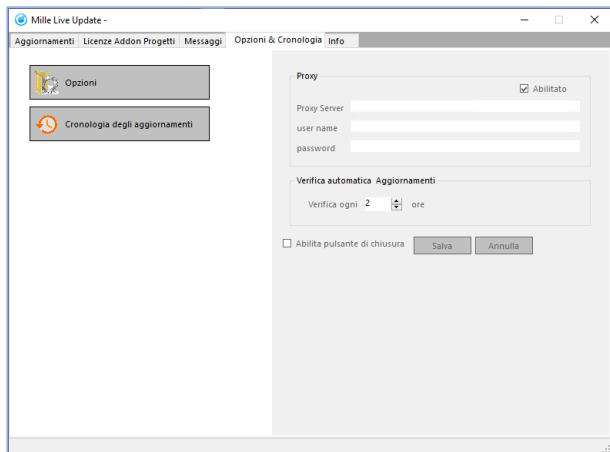 Mille Live Update -
Aggiornamenti Licenze Addon Progetti Messaggi Opzioni & Cronologia Info
Opzioni
Cronologia degli aggiornamenti
Proxy
Abilitato
Proxy Server
user name
password
Verifica automatica Aggiornamenti
Verifica ogni 2 ore
Abilita pulsante di chiusura Salva Annulla